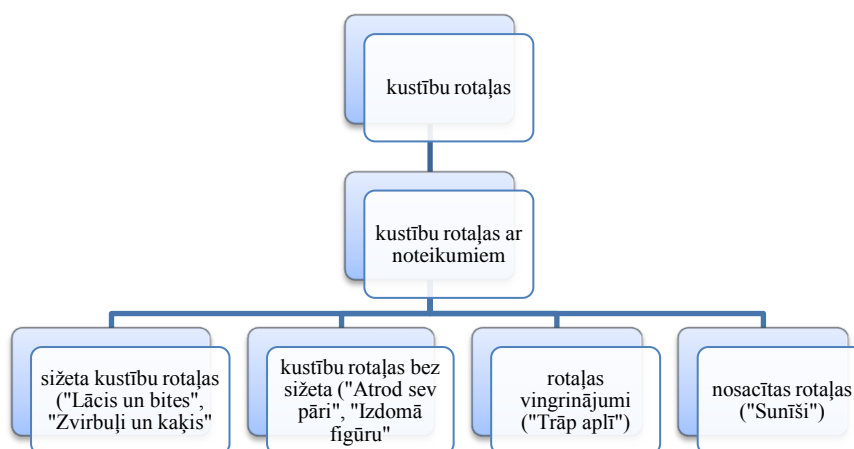 kustību rotaļas
kustību rotaļas ar
noteikumiem
sižeta kustību rotaļas
("Lācis un bites",
"Zvirbuļi un kaķis"
kustību rotaļas bez
sižeta ("Atrod sev
pāri", "Izdomā
figūru"
rotaļas
vingrinājumi
("Trāp aplī")
nosacītas rotaļas
("Sunīši")